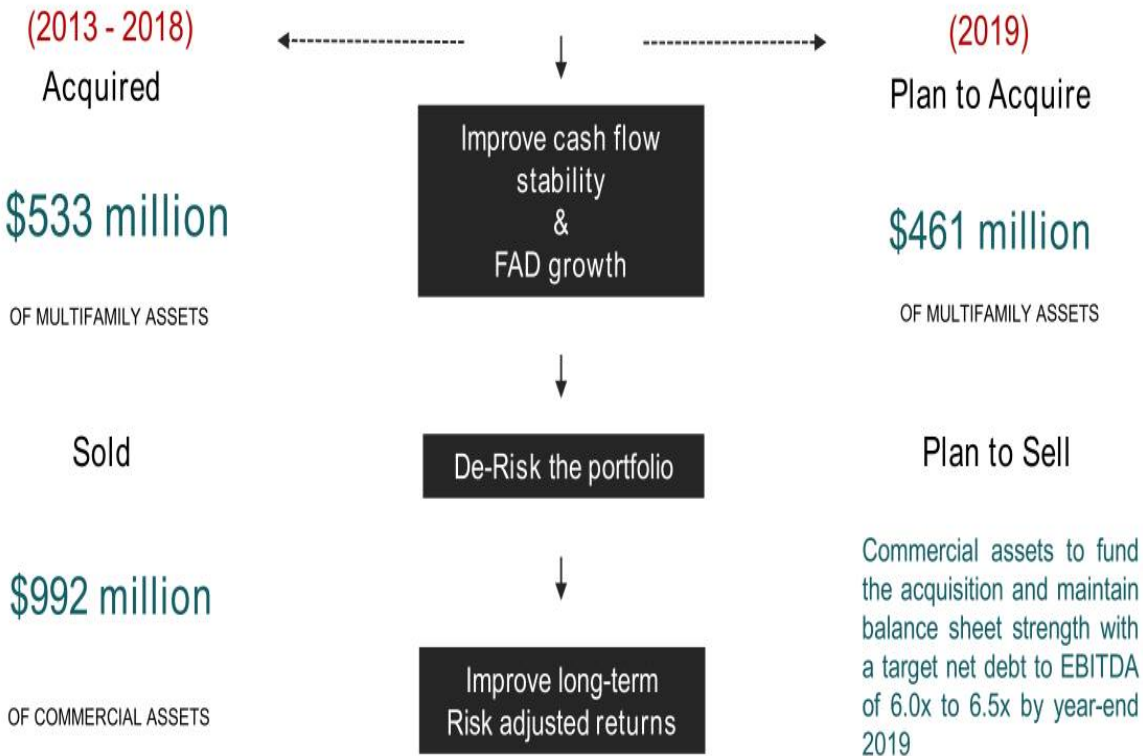 (2013 - 2018)
Acquired
$533 million
OF MULTIFAMILY ASSETS
Sold
$992 million
OF COMMERCIAL ASSETS
Improve cash flow
stability
&
FAD growth
De-Risk the portfolio
Improve long-term
Risk adjusted returns
(2019)
Plan to Acquire
$461 million
OF MULTIFAMILY ASSETS
Plan to Sell
Commercial assets to fund
the acquisition and maintain
balance sheet strength with
a target net debt to EBITDA
of 6.0x to 6.5x by year-end
2019